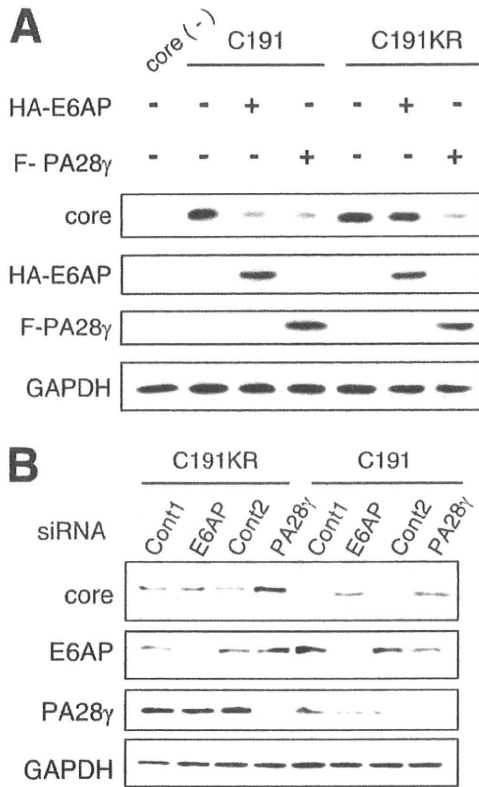 A
core (-)
C191
C191KR
HA-E6AP
- - + - - + -
F- PA28γ
- - - + - - +
core
HA-E6AP
F-PA28γ
GAPDH
B
C191KR
C191
siRNA
Cont1
E6AP
Cont2
PA28γ
Cont1
E6AP
Cont2
PA28γ
core
E6AP
PA28γ
GAPDH